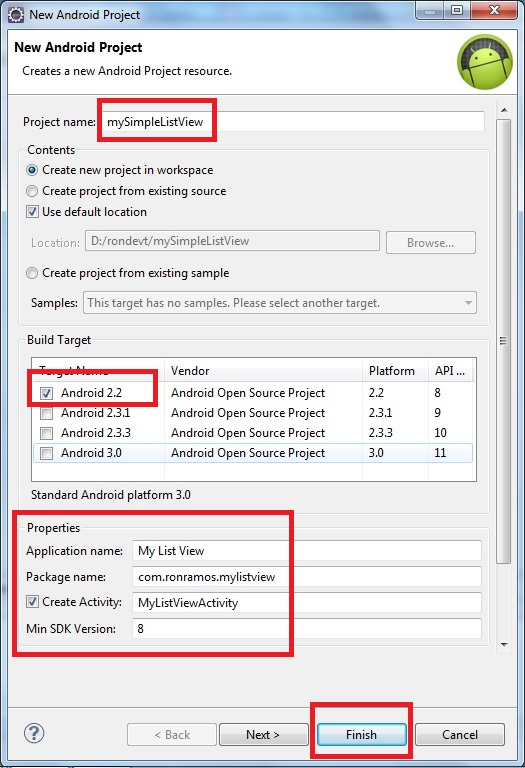 New Android Project
New Android Project
Creates a new Android Project resource.
Project name: mySimpleListView
Contents
Create new project in workspace
Create project from existing source
Use default location
Location: D:/rondevt/mySimpleListView Browse...
Create project from existing sample
Samples: This target has no samples. Please select another target.
Build Target
Target Name Vendor Platform API ...
Android 2.2 Android Open Source Project 2.2 8
Android 2.3.1 Android Open Source Project 2.3.1 9
Android 2.3.3 Android Open Source Project 2.3.3 10
Android 3.0 Android Open Source Project 3.0 11
Standard Android platform 3.0
Properties
Application name: My List View
Package name: com.ronramos.mylistview
Create Activity: MyListViewActivity
Min SDK Version: 8
? < Back Next > Finish Cancel